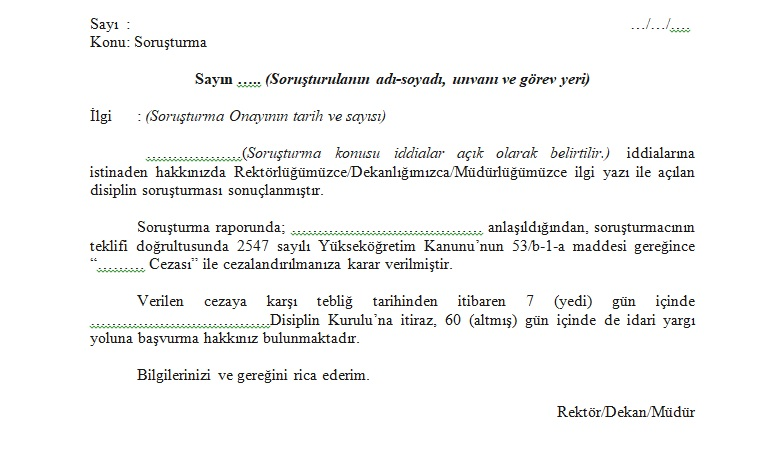 Sayı :                                                                                     .../.../....
Konu: Soruşturma
Sayın ..... (Soruşturulanın adı-soyadı, unvanı ve görev yeri)
İlgi : (Soruşturma Onayının tarih ve sayısı)
....................(Soruşturma konusu iddialar açık olarak belirtilir.) iddialarına
istinaden hakkınızda Rektörlüğümüzce/Dekanlığımızca/Müdürlüğümüzce ilgi yazı ile açılan
disiplin soruşturması sonuçlanmıştır.
Soruşturma raporunda; ........................................ anlaşıldığından, soruşturmacının
teklifi doğrultusunda 2547 sayılı Yükseköğretim Kanunu’nun 53/b-1-a maddesi gereğince
“.......... Cezası” ile cezalandırılmanıza karar verilmiştir.
Verilen cezaya karşı tebliğ tarihinden itibaren 7 (yedi) gün içinde
......................................Disiplin Kurulu’na itiraz, 60 (altmış) gün içinde de idari yargı
yoluna başvurma hakkınız bulunmaktadır.
Bilgilerinizi ve gereğini rica ederim.
Rektör/Dekan/Müdür